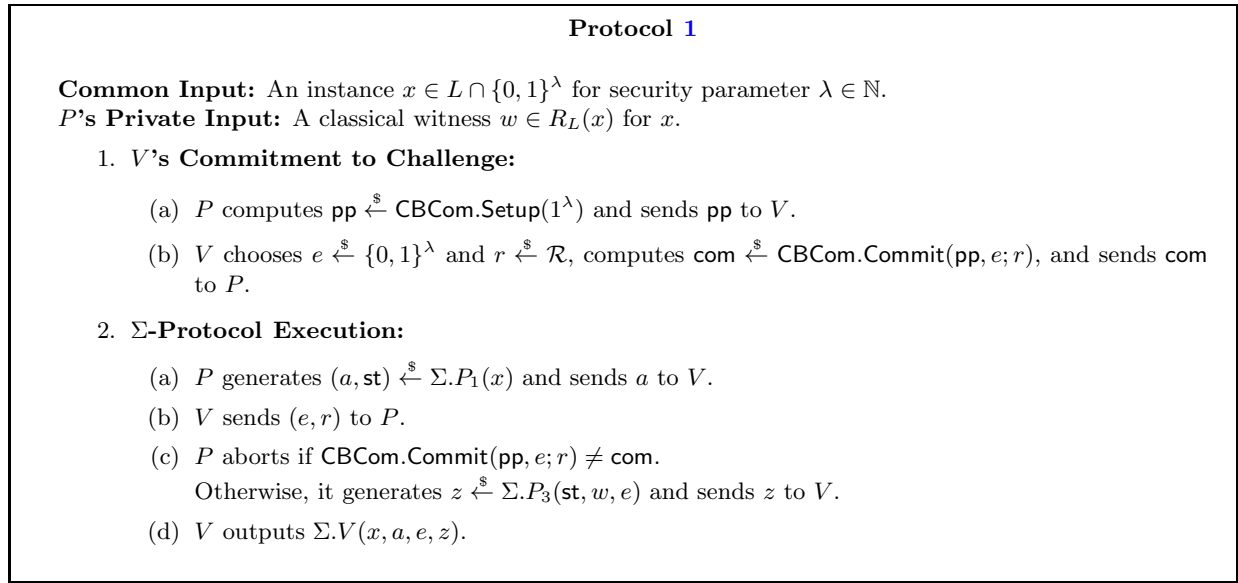 Protocol 1
Common Input: An instance x ∈ L ∩ {0, 1}^λ for security parameter λ ∈ ℕ.
P's Private Input: A classical witness w ∈ R_L(x) for x.
1. V's Commitment to Challenge:
(a) P computes pp ←$ CBCom.Setup(1^λ) and sends pp to V.
(b) V chooses e ←$ {0, 1}^λ and r ←$ ℛ, computes com ←$ CBCom.Commit(pp, e; r), and sends com
to P.
2. Σ-Protocol Execution:
(a) P generates (a, st) ←$ Σ.P_1(x) and sends a to V.
(b) V sends (e, r) to P.
(c) P aborts if CBCom.Commit(pp, e; r) ≠ com.
Otherwise, it generates z ←$ Σ.P_3(st, w, e) and sends z to V.
(d) V outputs Σ.V(x, a, e, z).